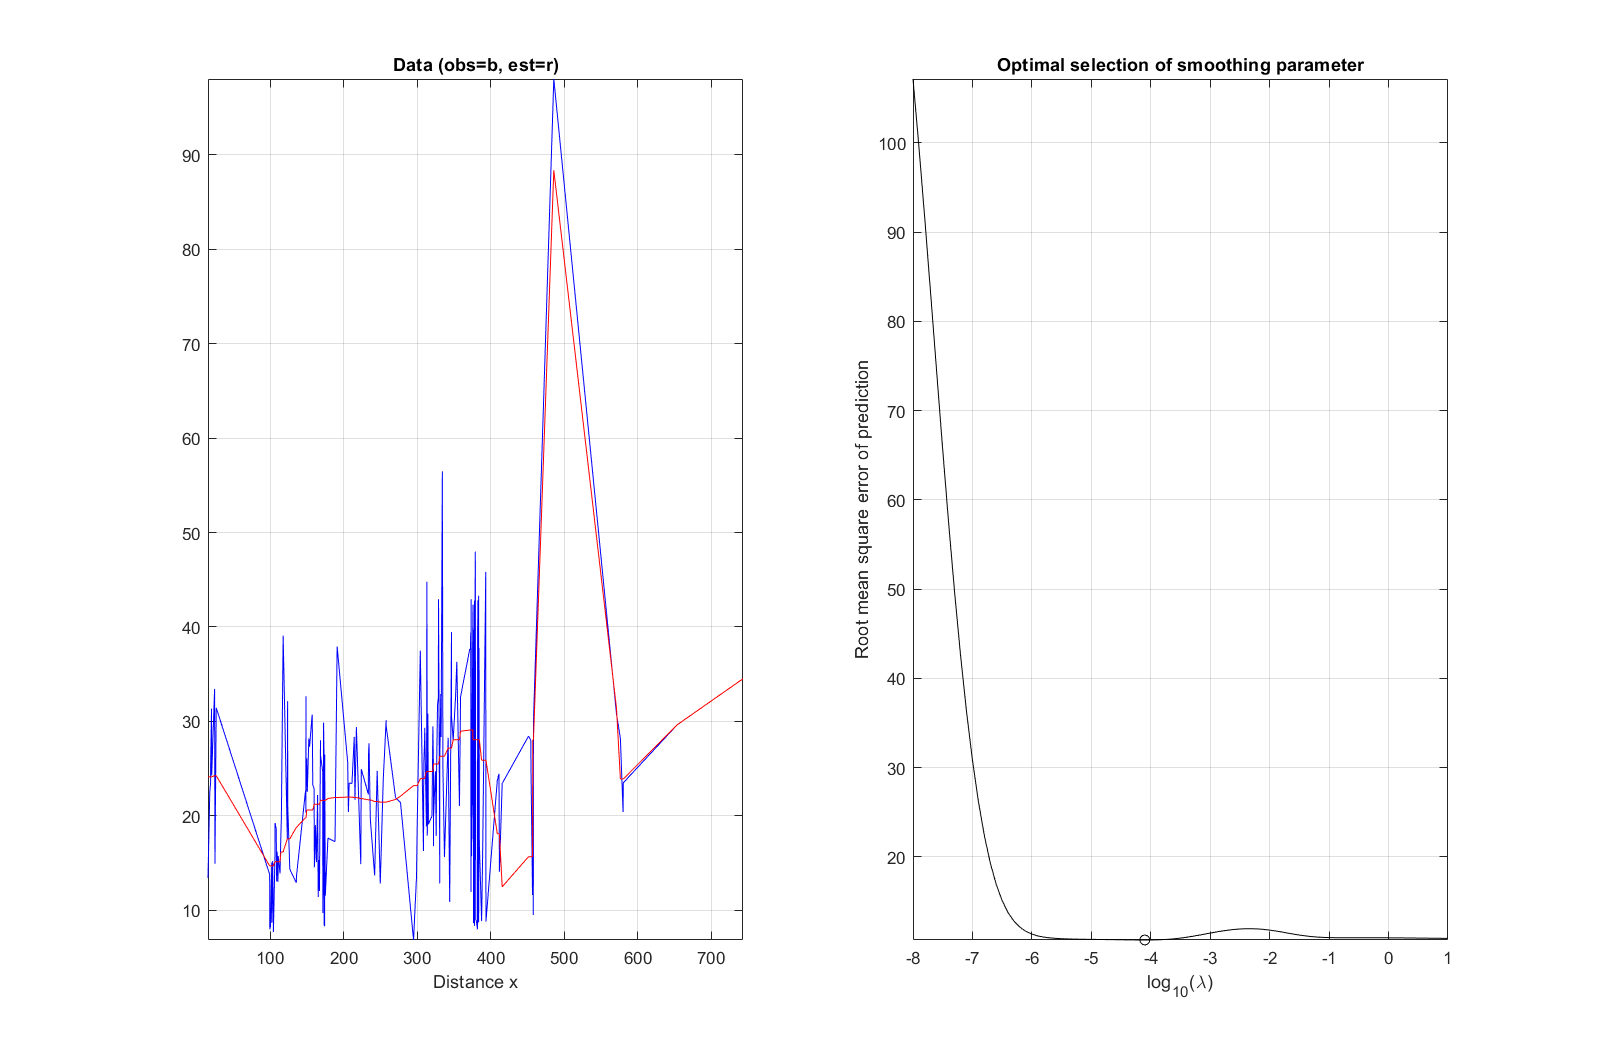 Data (obs=b, est=r)
90
80
70
60
50
40
30
20
10
100 200 300 400 500 600 700
Distance x
Optimal selection of smoothing parameter
Root mean square error of prediction
100
90
80
70
60
50
40
30
20
-8 -7 -6 -5 -4 -3 -2 -1 0 1
log10(λ)